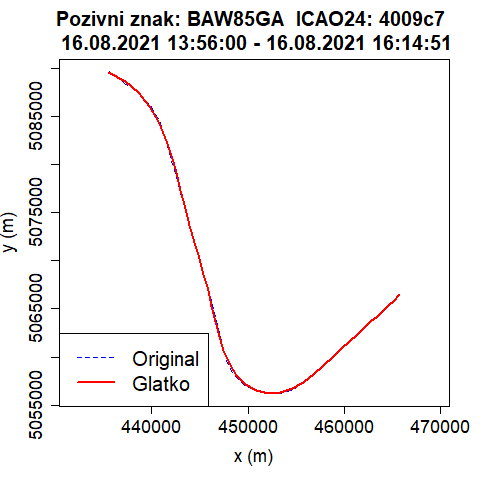 Pozivni znak: BAW85GA  ICAO24: 4009c7
16.08.2021 13:56:00 - 16.08.2021 16:14:51
y (m)
5085000
5075000
5065000
5055000
Original
Glatko
440000
450000
460000
470000
x (m)